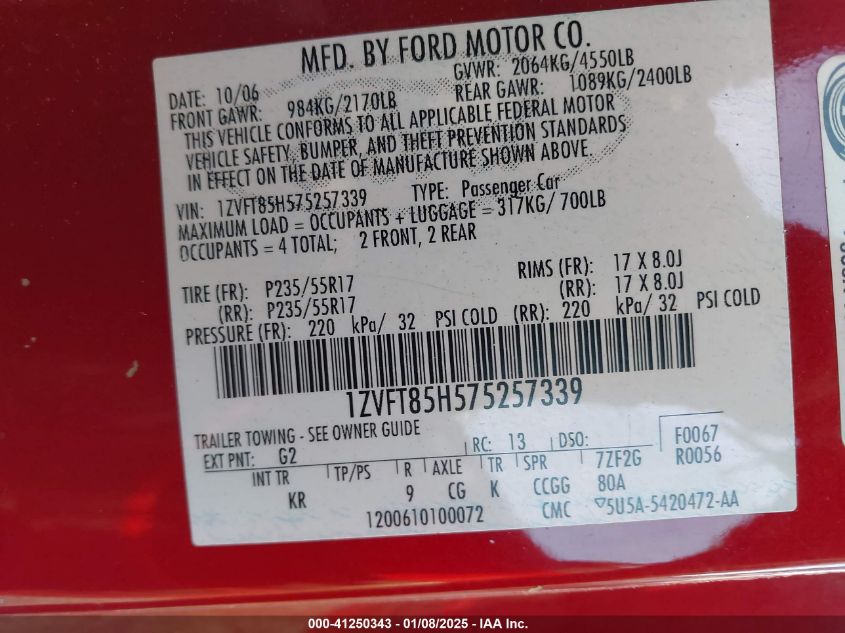 MFD. BY FORD MOTOR CO.
DATE: 10/06 GVWR: 2064KG/4550LB
FRONT GAWR: 984KG/2170LB REAR GAWR: 1089KG/2400LB
THIS VEHICLE CONFORMS TO ALL APPLICABLE FEDERAL MOTOR
VEHICLE SAFETY, BUMPER, AND THEFT PREVENTION STANDARDS
IN EFFECT ON THE DATE OF MANUFACTURE SHOWN ABOVE.
VIN: 1ZVFT85H575257339 TYPE: Passenger Car
MAXIMUM LOAD = OCCUPANTS + LUGGAGE = 317KG/ 700LB
OCCUPANTS = 4 TOTAL; 2 FRONT, 2 REAR
TIRE (FR): P235/55R17 RIMS (FR): 17 X 8.0J
(RR): P235/55R17 (RR): 17 X 8.0J
PRESSURE (FR): 220 kPa/ 32 PSI COLD (RR): 220 kPa/ 32 PSI COLD
1ZVFT85H575257339
TRAILER TOWING - SEE OWNER GUIDE
EXT PNT: G2 RC: 13 DSO: F0067
INT TR TP/PS R AXLE TR SPR 7ZF2G R0056
KR 9 CG K CCGG 80A
1200610100072 CMC ▽5U5A-5420472-AA
000-41250343 - 01/08/2025 - IAA Inc.